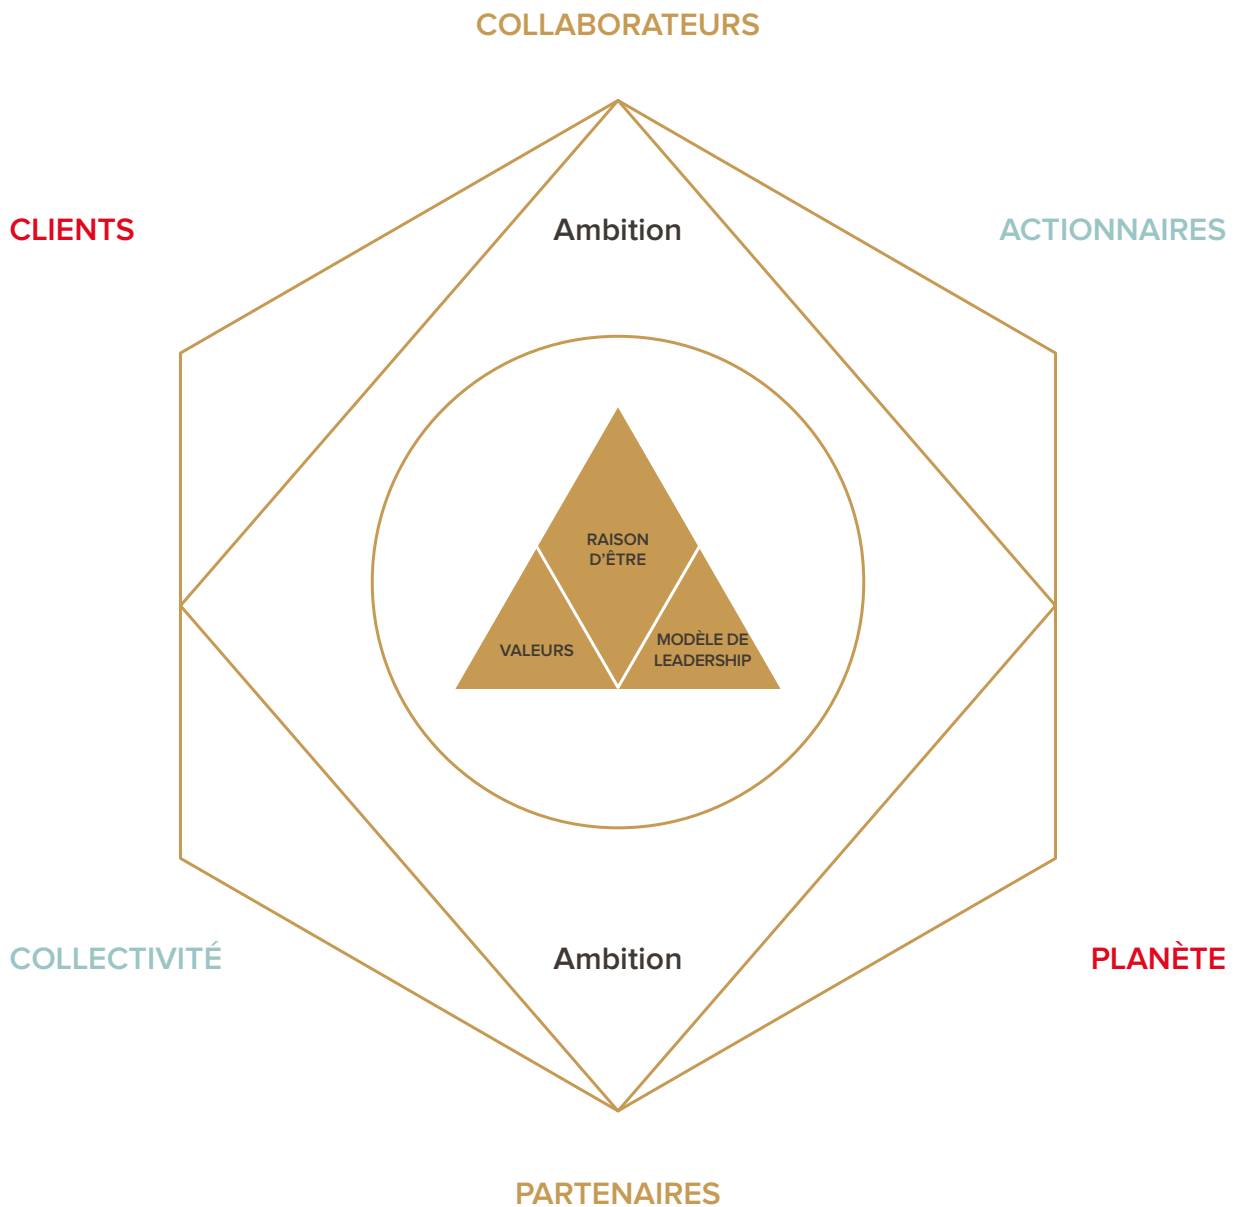 COLLABORATEURS
CLIENTS
Ambition
ACTIONNAIRES
RAISON
D'ÊTRE
VALEURS
MODÈLE DE
LEADERSHIP
COLLECTIVITÉ
Ambition
PLANÈTE
PARTENAIRES